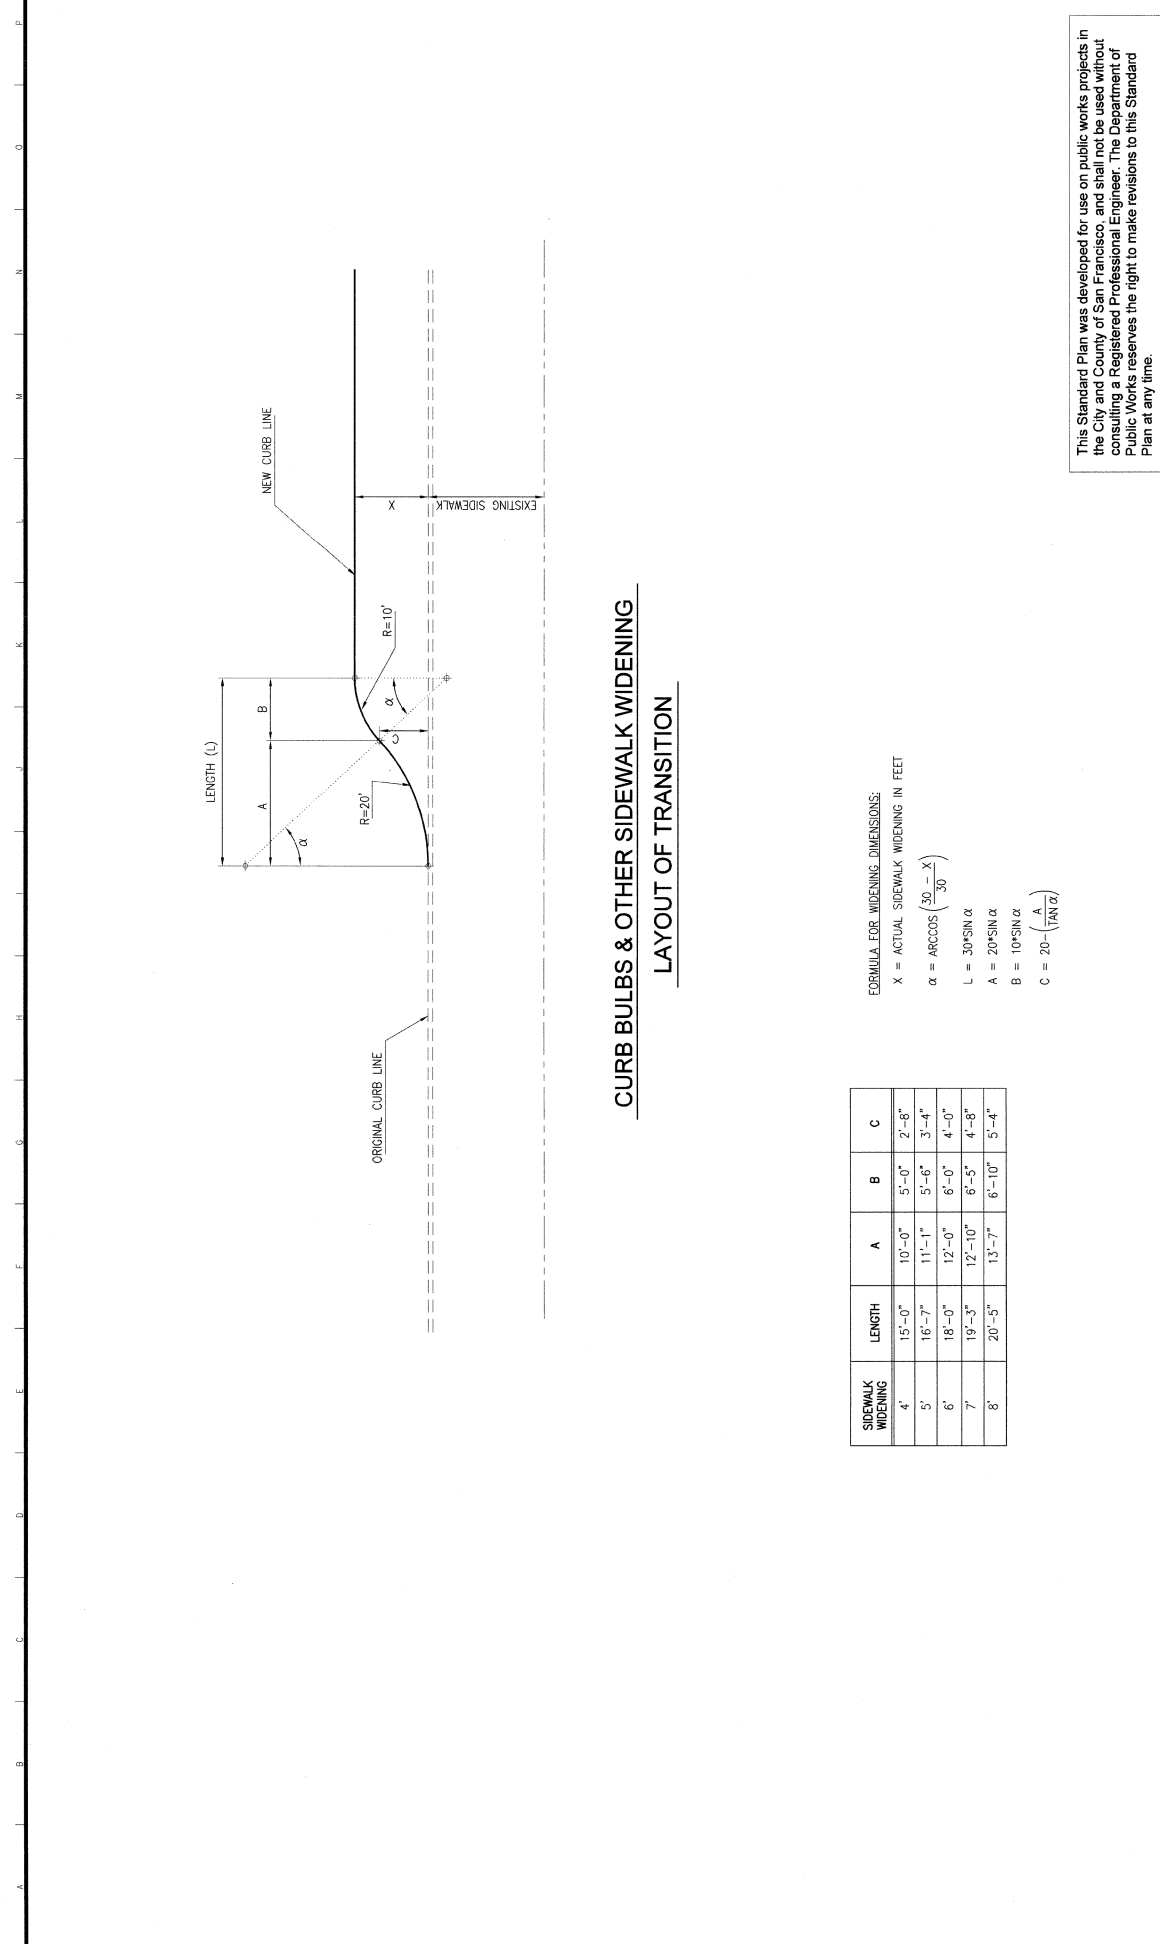 A B C D E F G H I J K L M N O P
LENGTH (L)
A
B
NEW CURB LINE
α
R=20'
C
α
R=10'
X
EXISTING SIDEWALK
ORIGINAL CURB LINE
CURB BULBS & OTHER SIDEWALK WIDENING
LAYOUT OF TRANSITION
SIDEWALK WIDENING LENGTH A B C
4' 15'-0" 10'-0" 5'-0" 2'-8"
5' 16'-7" 11'-1" 5'-6" 3'-4"
6' 18'-0" 12'-0" 6'-0" 4'-0"
7' 19'-3" 12'-10" 6'-5" 4'-8"
8' 20'-5" 13'-7" 6'-10" 5'-4"
FORMULA FOR WIDENING DIMENSIONS:
X = ACTUAL SIDEWALK WIDENING IN FEET
α = ARCCOS (30 - X / 30)
L = 30*SIN α
A = 20*SIN α
B = 10*SIN α
C = 20-(A / TAN α)
This Standard Plan was developed for use on public works projects in
the City and County of San Francisco, and shall not be used without
consulting a Registered Professional Engineer. The Department of
Public Works reserves the right to make revisions to this Standard
Plan at any time.